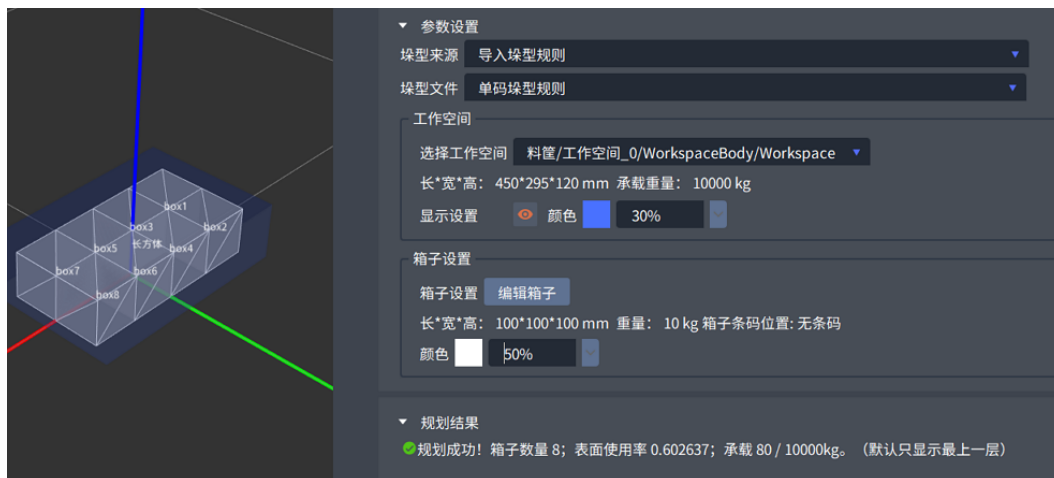 box1
box3
box2
box5
长方体
box4
box7
box6
box8
参数设置
垛型来源 导入垛型规则
垛型文件 单码垛型规则
工作空间
选择工作空间 料筐/工作空间_0/WorkspaceBody/Workspace
长*宽*高： 450*295*120 mm 承载重量： 10000 kg
显示设置 颜色 30%
箱子设置
箱子设置 编辑箱子
长*宽*高： 100*100*100 mm 重量： 10 kg 箱子条码位置: 无条码
颜色 50%
规划结果
规划成功！箱子数量 8；表面使用率 0.602637；承载 80 / 10000kg。（默认只显示最上一层）